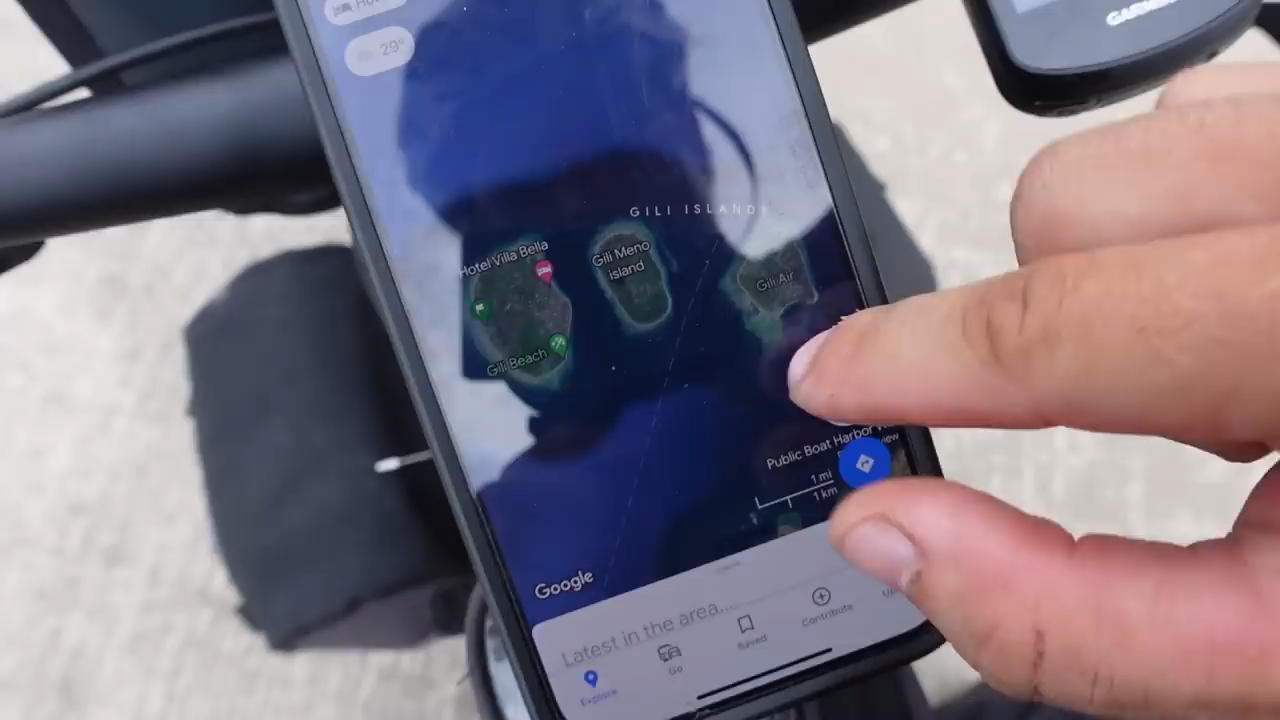 29°
GARMIN
GILI ISLANDS
Hotel Villa Bella
Gili Meno
island
Gili Air
Gili Beach
Public Boat Harbor
view
1 mi
1 km
Google
Latest in the area...
Explore
Go
Saved
Contribute